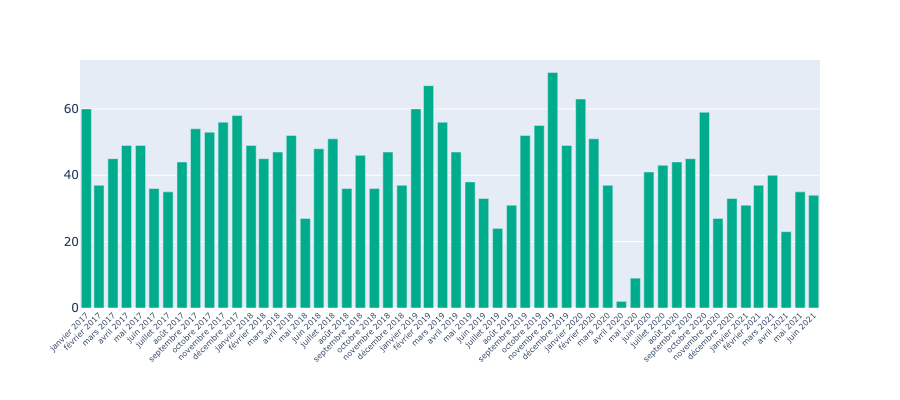 60
40
20
0
janvier 2017
février 2017
mars 2017
avril 2017
mai 2017
juin 2017
juillet 2017
août 2017
septembre 2017
octobre 2017
novembre 2017
décembre 2017
janvier 2018
février 2018
mars 2018
avril 2018
mai 2018
juin 2018
juillet 2018
août 2018
septembre 2018
octobre 2018
novembre 2018
décembre 2018
janvier 2019
février 2019
mars 2019
avril 2019
mai 2019
juin 2019
juillet 2019
août 2019
septembre 2019
octobre 2019
novembre 2019
décembre 2019
janvier 2020
février 2020
mars 2020
avril 2020
mai 2020
juin 2020
juillet 2020
août 2020
septembre 2020
octobre 2020
novembre 2020
décembre 2020
janvier 2021
février 2021
mars 2021
avril 2021
mai 2021
juin 2021